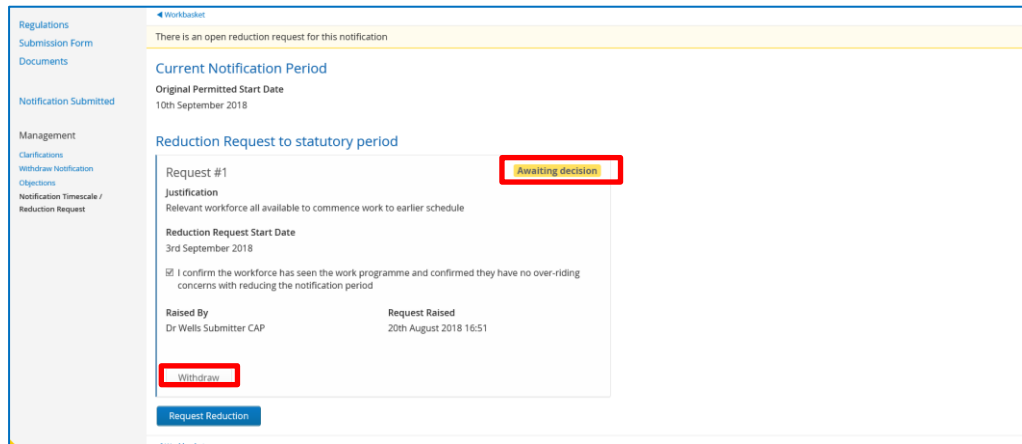 Regulations
Submission Form
Documents
Notification Submitted
Management
Clarifications
Withdraw Notification
Objections
Notification Timescale /
Reduction Request
Workbasket
There is an open reduction request for this notification
Current Notification Period
Original Permitted Start Date
10th September 2018
Reduction Request to statutory period
Request #1
Awaiting decision
Justification
Relevant workforce all available to commence work to earlier schedule
Reduction Request Start Date
3rd September 2018
I confirm the workforce has seen the work programme and confirmed they have no over-riding
concerns with reducing the notification period
Raised By
Request Raised
Dr Wells Submitter CAP
20th August 2018 16:51
Withdraw
Request Reduction